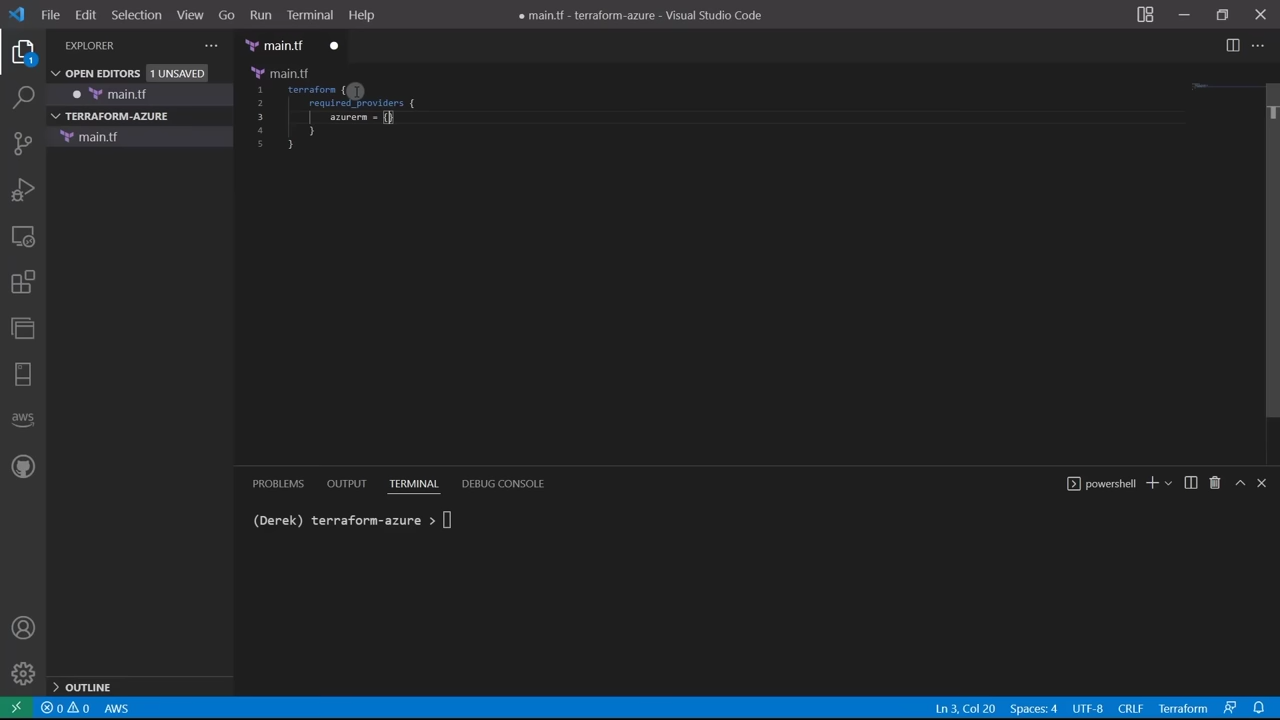 File Edit Selection View Go Run Terminal Help
● main.tf - terraform-azure - Visual Studio Code
EXPLORER
OPEN EDITORS 1 UNSAVED
main.tf
TERRAFORM-AZURE
main.tf
OUTLINE
1
aws
main.tf
main.tf
1 terraform {
2 required_providers {
3 azurerm = {}
4 }
5 }
PROBLEMS OUTPUT TERMINAL DEBUG CONSOLE
powershell
(Derek) terraform-azure >
0 0 AWS
Ln 3, Col 20 Spaces: 4 UTF-8 CRLF Terraform